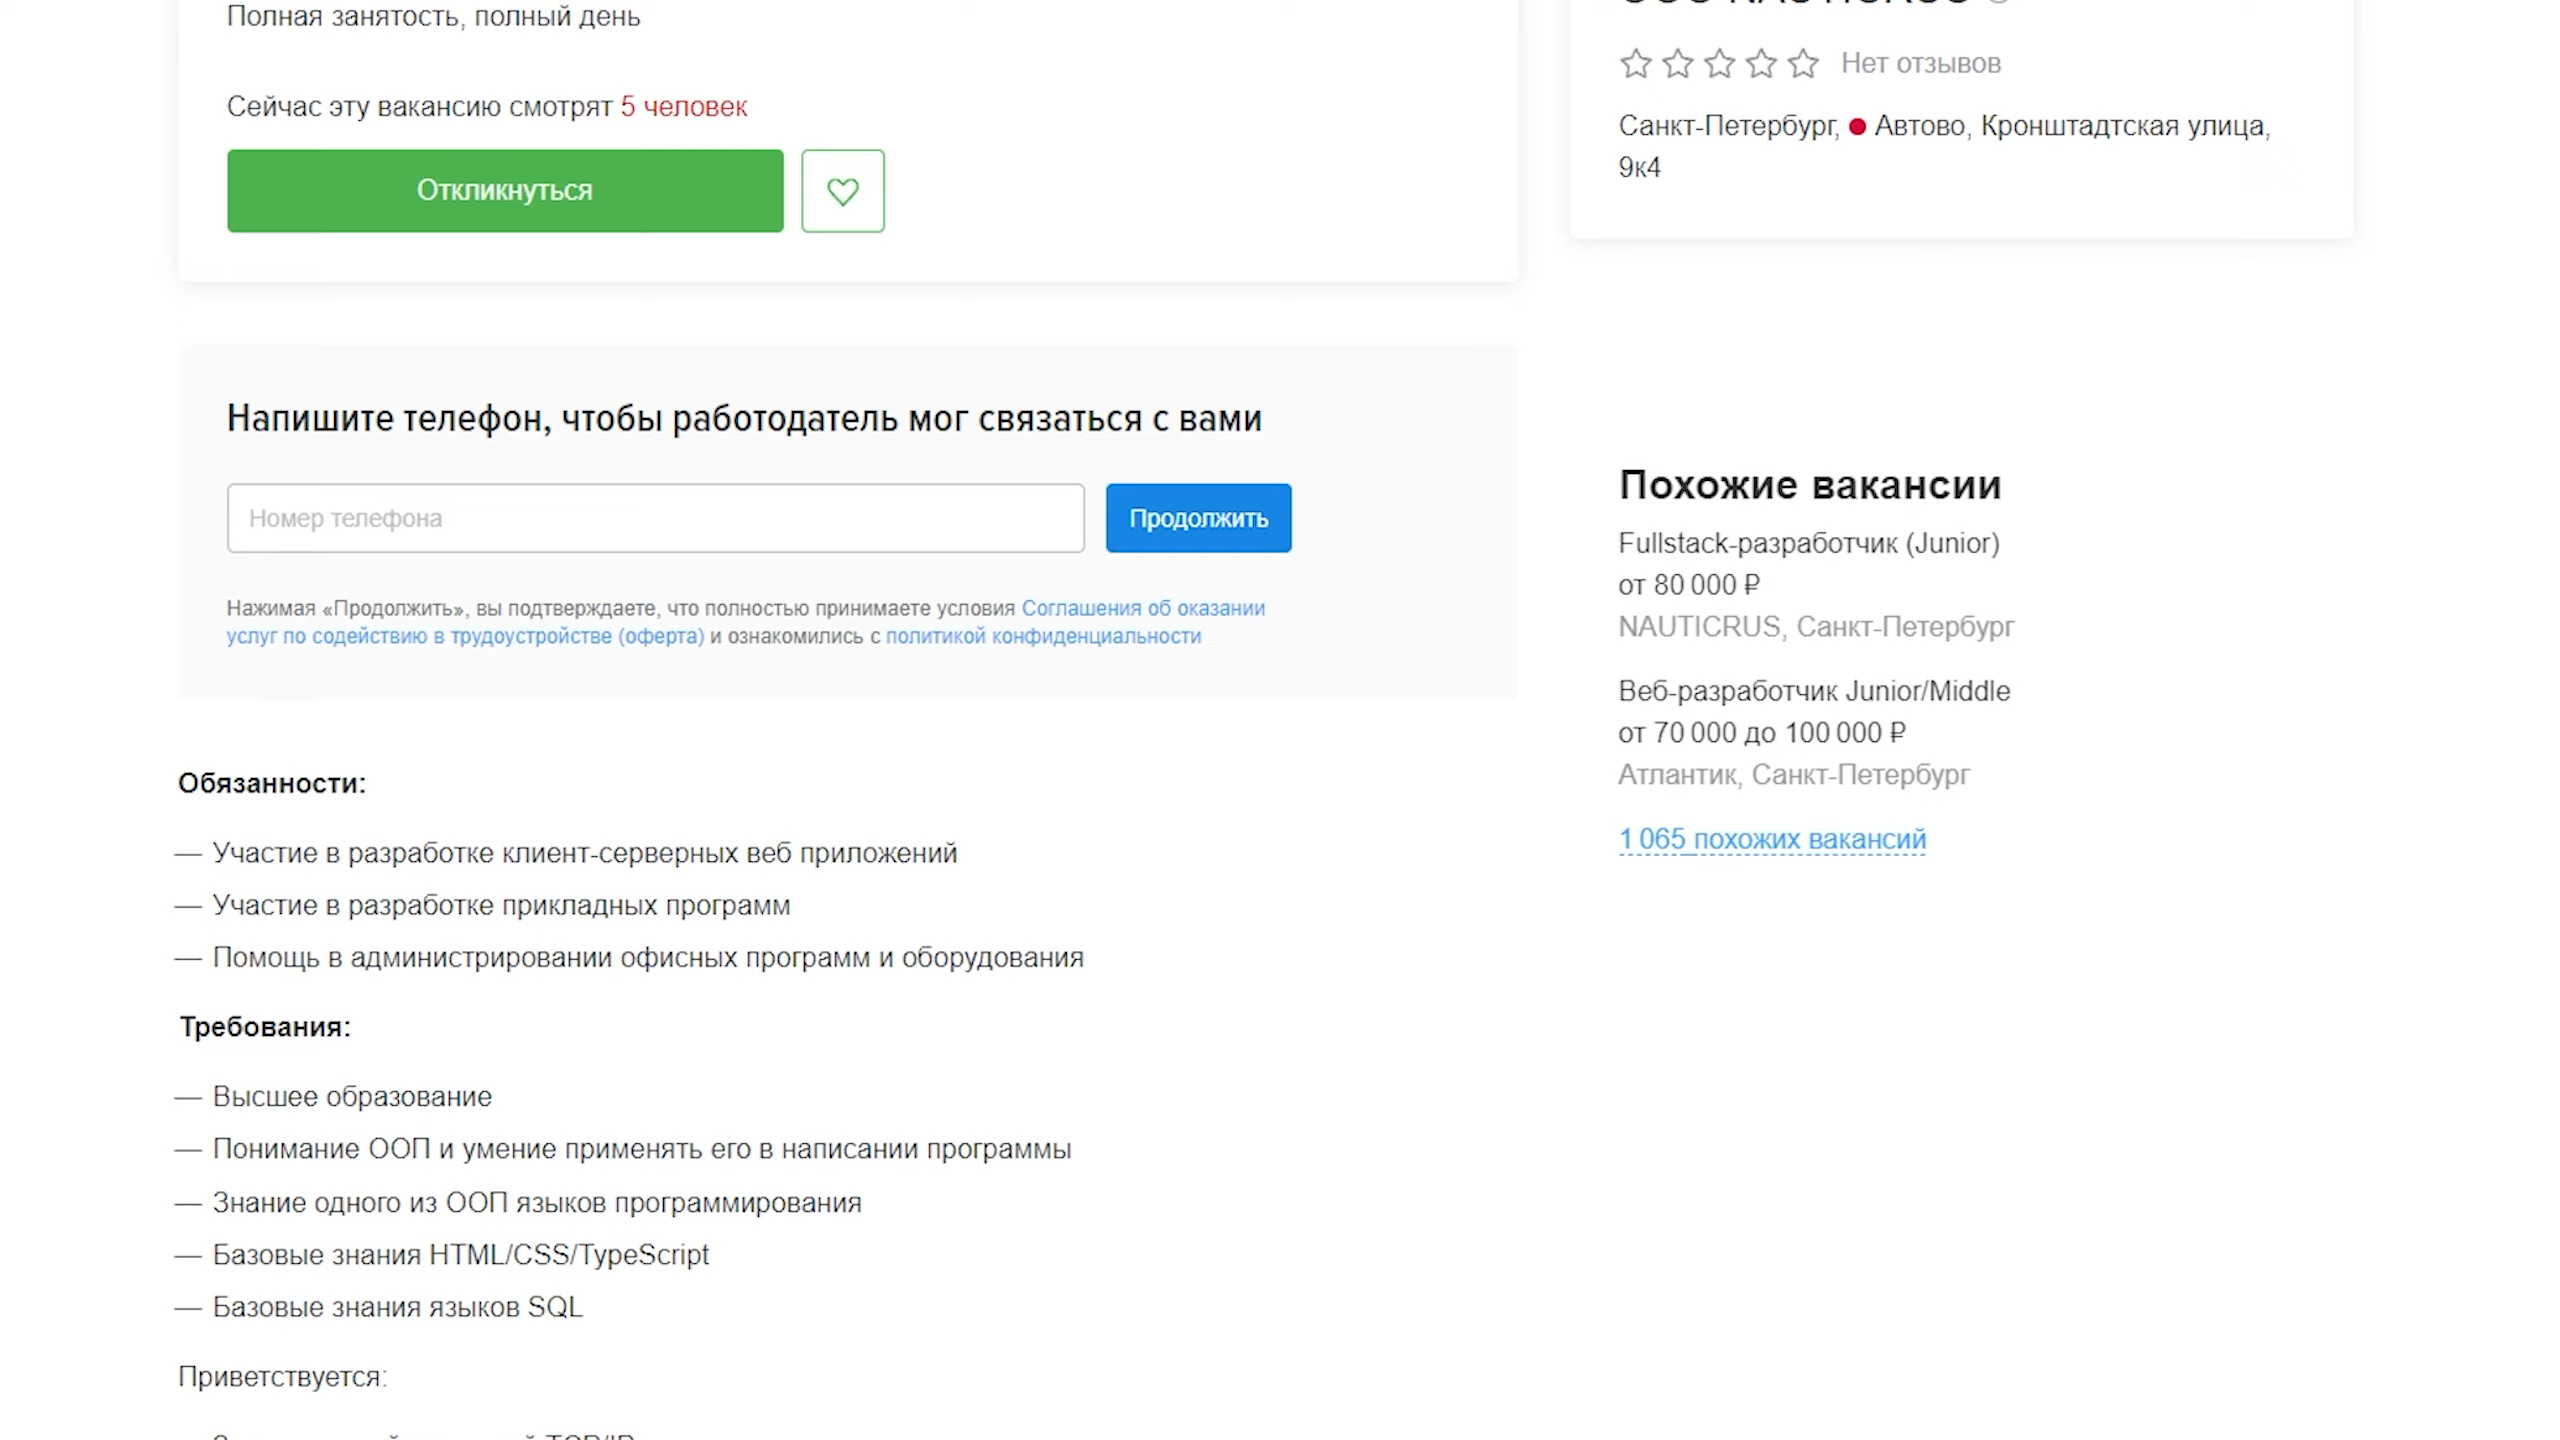 Полная занятость, полный день
Сейчас эту вакансию смотрят 5 человек
Откликнуться
Напишите телефон, чтобы работодатель мог связаться с вами
Номер телефона
Продолжить
Нажимая «Продолжить», вы подтверждаете, что полностью принимаете условия Соглашения об оказании
услуг по содействию в трудоустройстве (оферта) и ознакомились с политикой конфиденциальности
Обязанности:
— Участие в разработке клиент-серверных веб приложений
— Участие в разработке прикладных программ
— Помощь в администрировании офисных программ и оборудования
Требования:
— Высшее образование
— Понимание ООП и умение применять его в написании программы
— Знание одного из ООП языков программирования
— Базовые знания HTML/CSS/TypeScript
— Базовые знания языков SQL
Приветствуется:
TCP/IP
ООО NAUTICRUS
Нет отзывов
Санкт-Петербург, Автово, Кронштадтская улица,
9к4
Похожие вакансии
Fullstack-разработчик (Junior)
от 80 000 ₽
NAUTICRUS, Санкт-Петербург
Веб-разработчик Junior/Middle
от 70 000 до 100 000 ₽
Атлантик, Санкт-Петербург
1 065 похожих вакансий